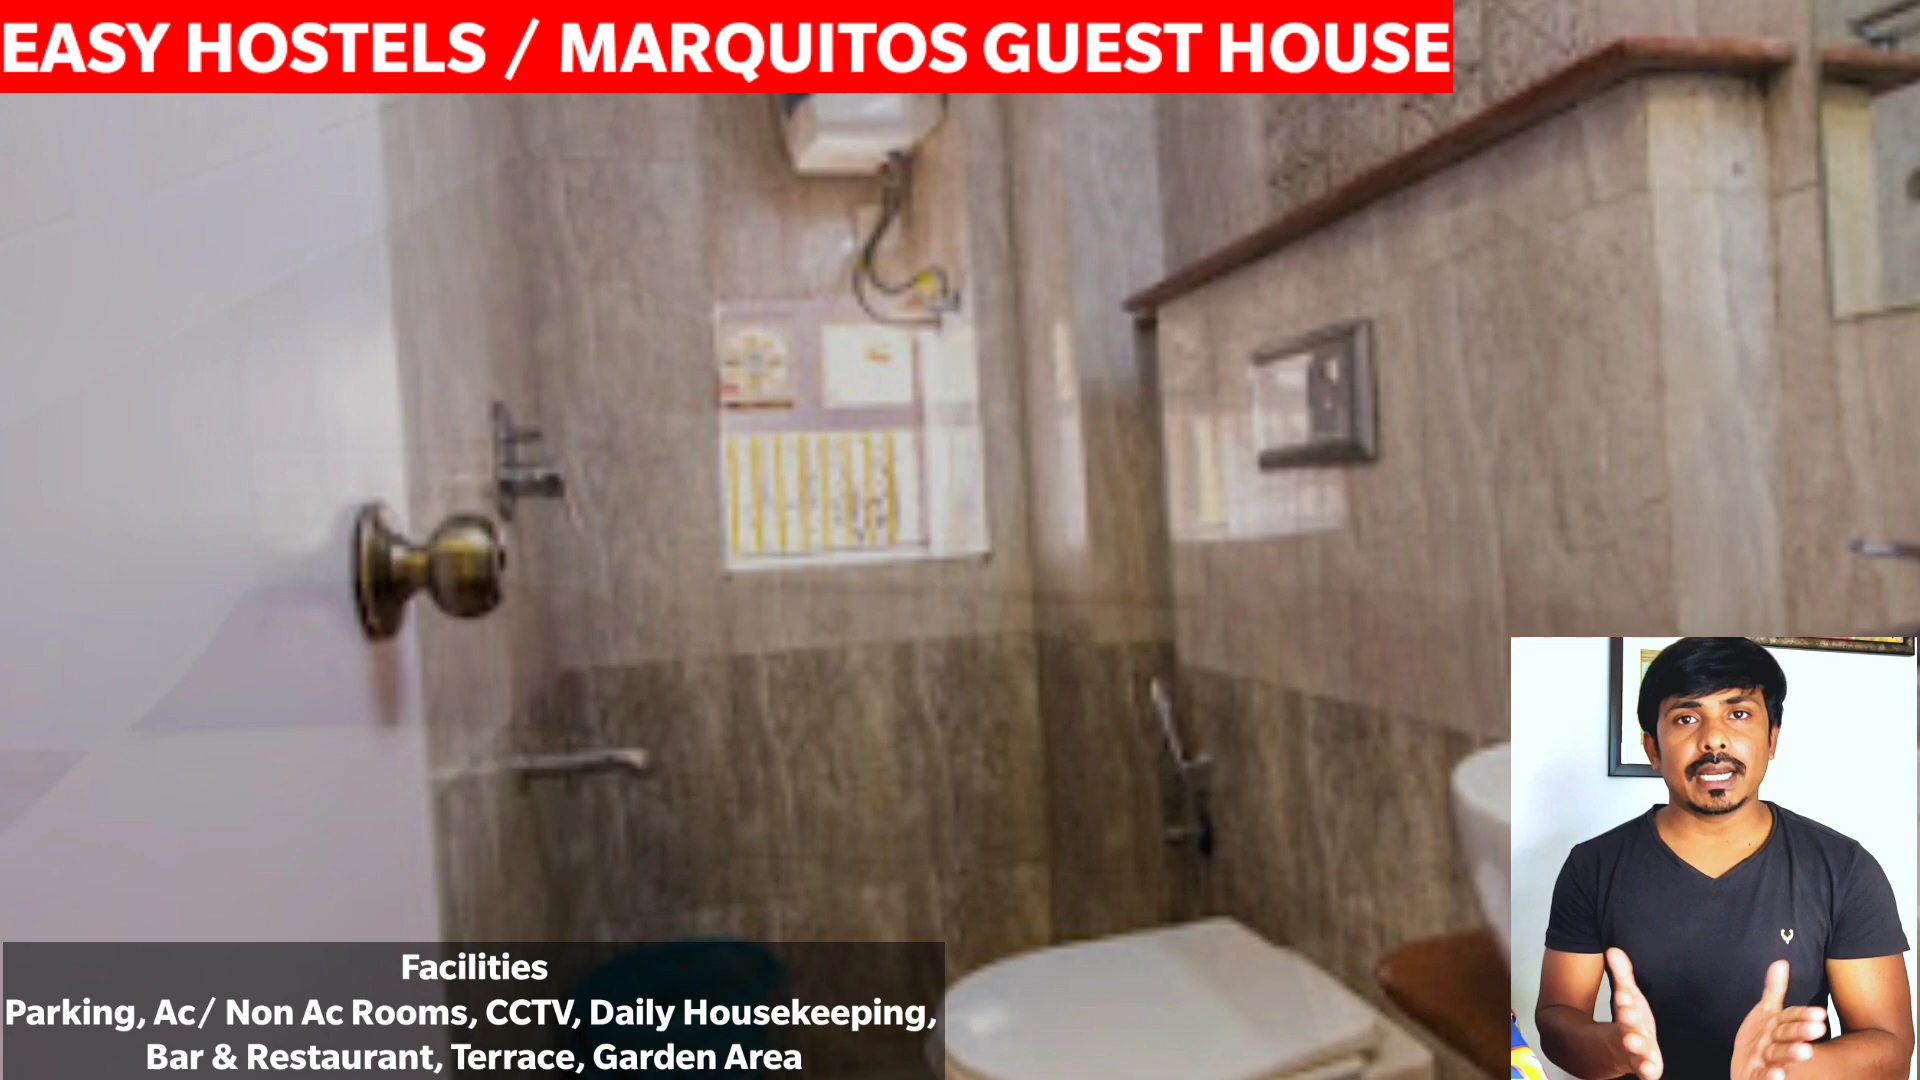 EASY HOSTELS / MARQUITOS GUEST HOUSE
Facilities
Parking, Ac/ Non Ac Rooms, CCTV, Daily Housekeeping,
Bar & Restaurant, Terrace, Garden Area